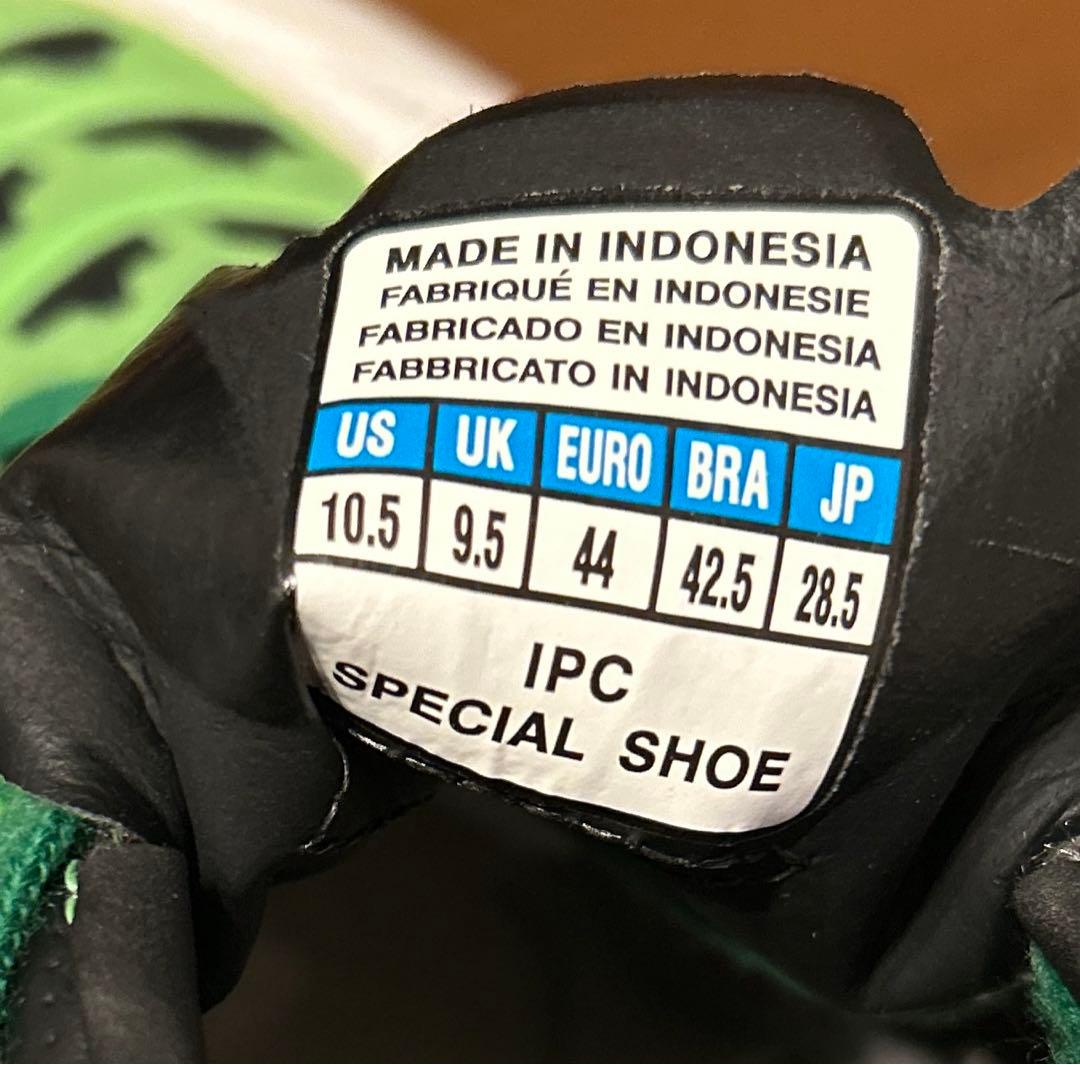 MADE IN INDONESIA
FABRIQUÉ EN INDONESIE
FABRICADO EN INDONESIA
FABBRICATO IN INDONESIA
US UK EURO BRA JP
10.5 9.5 44 42.5 28.5
IPC
SPECIAL SHOE